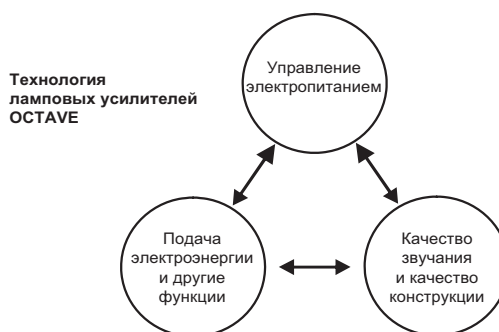 Технология
ламповых усилителей
OCTAVE
Управление
электропитанием
Подача
электроэнергии
и другие
функции
Качество
звучания
и качество
конструкции